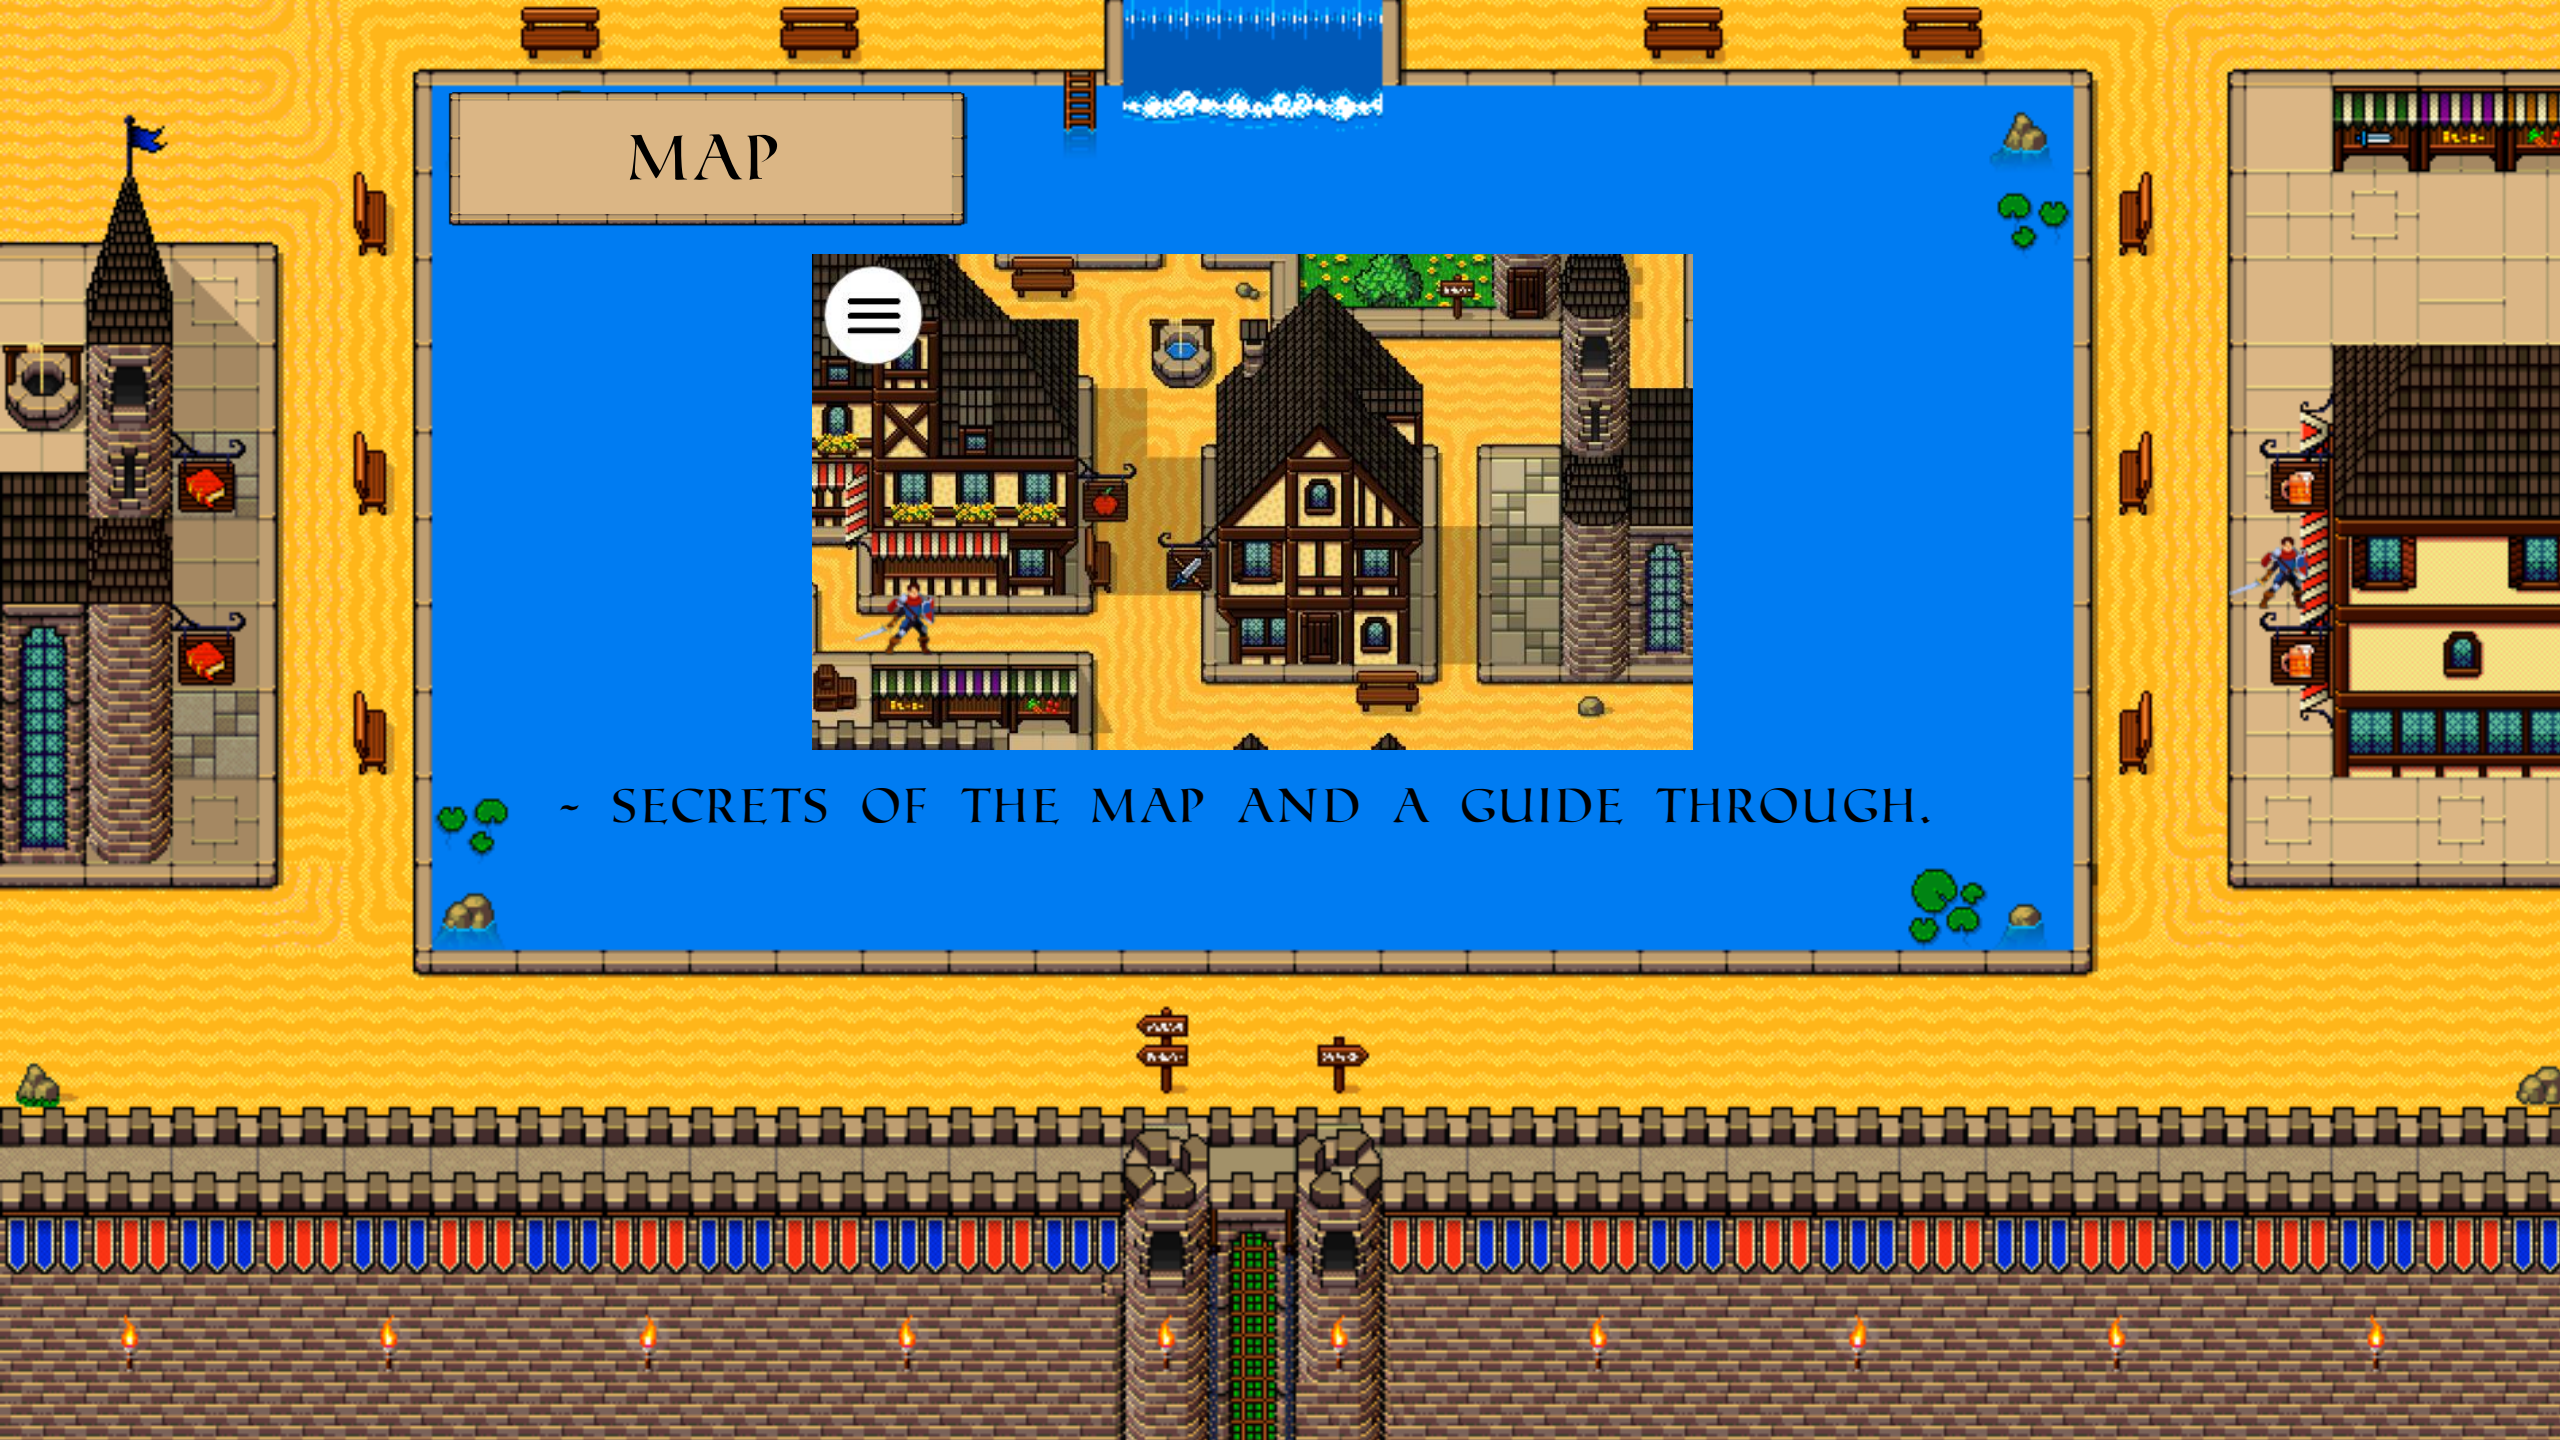 MAP
- SECRETS OF THE MAP AND A GUIDE THROUGH.